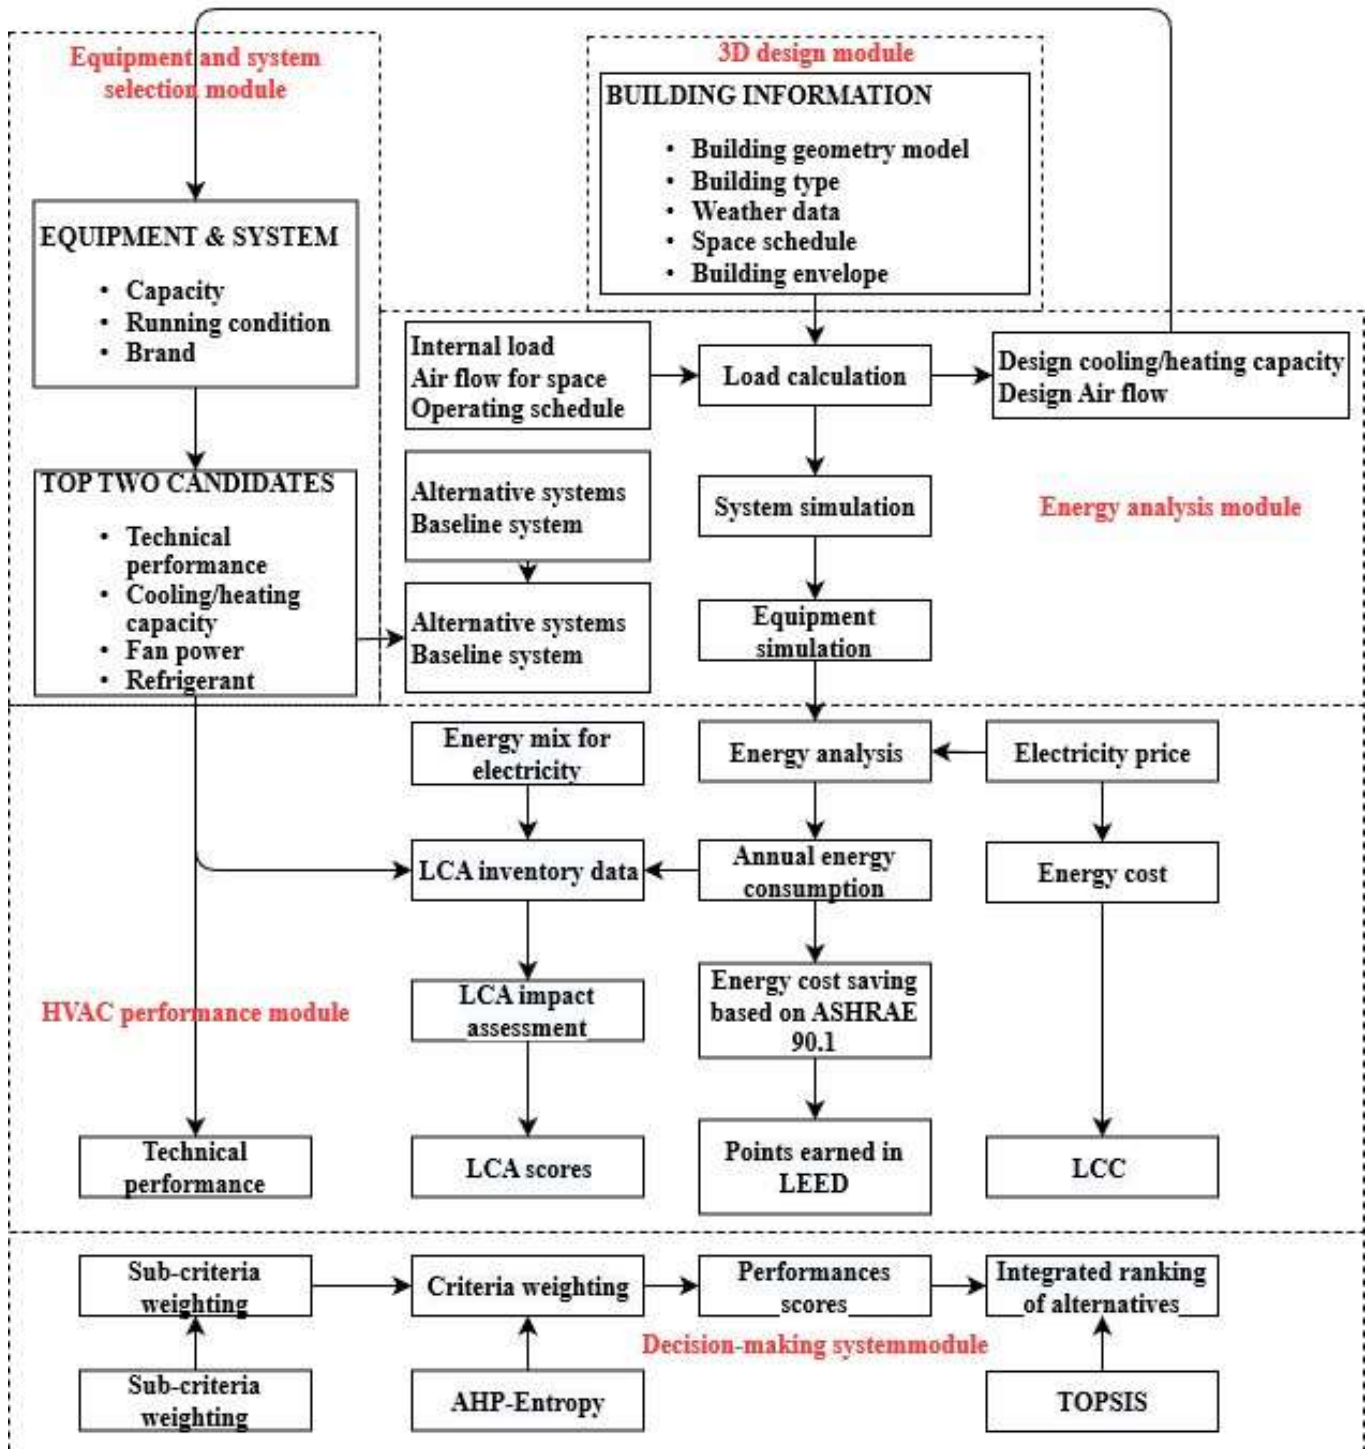 Equipment and system
selection module
3D design module
BUILDING INFORMATION
• Building geometry model
• Building type
• Weather data
• Space schedule
• Building envelope
EQUIPMENT & SYSTEM
• Capacity
• Running condition
• Brand
Internal load
Air flow for space
Operating schedule
Load calculation
Design cooling/heating capacity
Design Air flow
TOP TWO CANDIDATES
• Technical
performance
• Cooling/heating
capacity
• Fan power
• Refrigerant
Alternative systems
Baseline system
System simulation
Energy analysis module
Alternative systems
Baseline system
Equipment
simulation
Energy mix for
electricity
Energy analysis
Electricity price
LCA inventory data
Annual energy
consumption
Energy cost
HVAC performance module
LCA impact
assessment
Energy cost saving
based on ASHRAE
90.1
Technical
performance
LCA scores
Points earned in
LEED
LCC
Sub-criteria
weighting
Criteria weighting
Performances
scores
Integrated ranking
of alternatives
Decision-making systemmodule
Sub-criteria
weighting
AHP-Entropy
TOPSIS